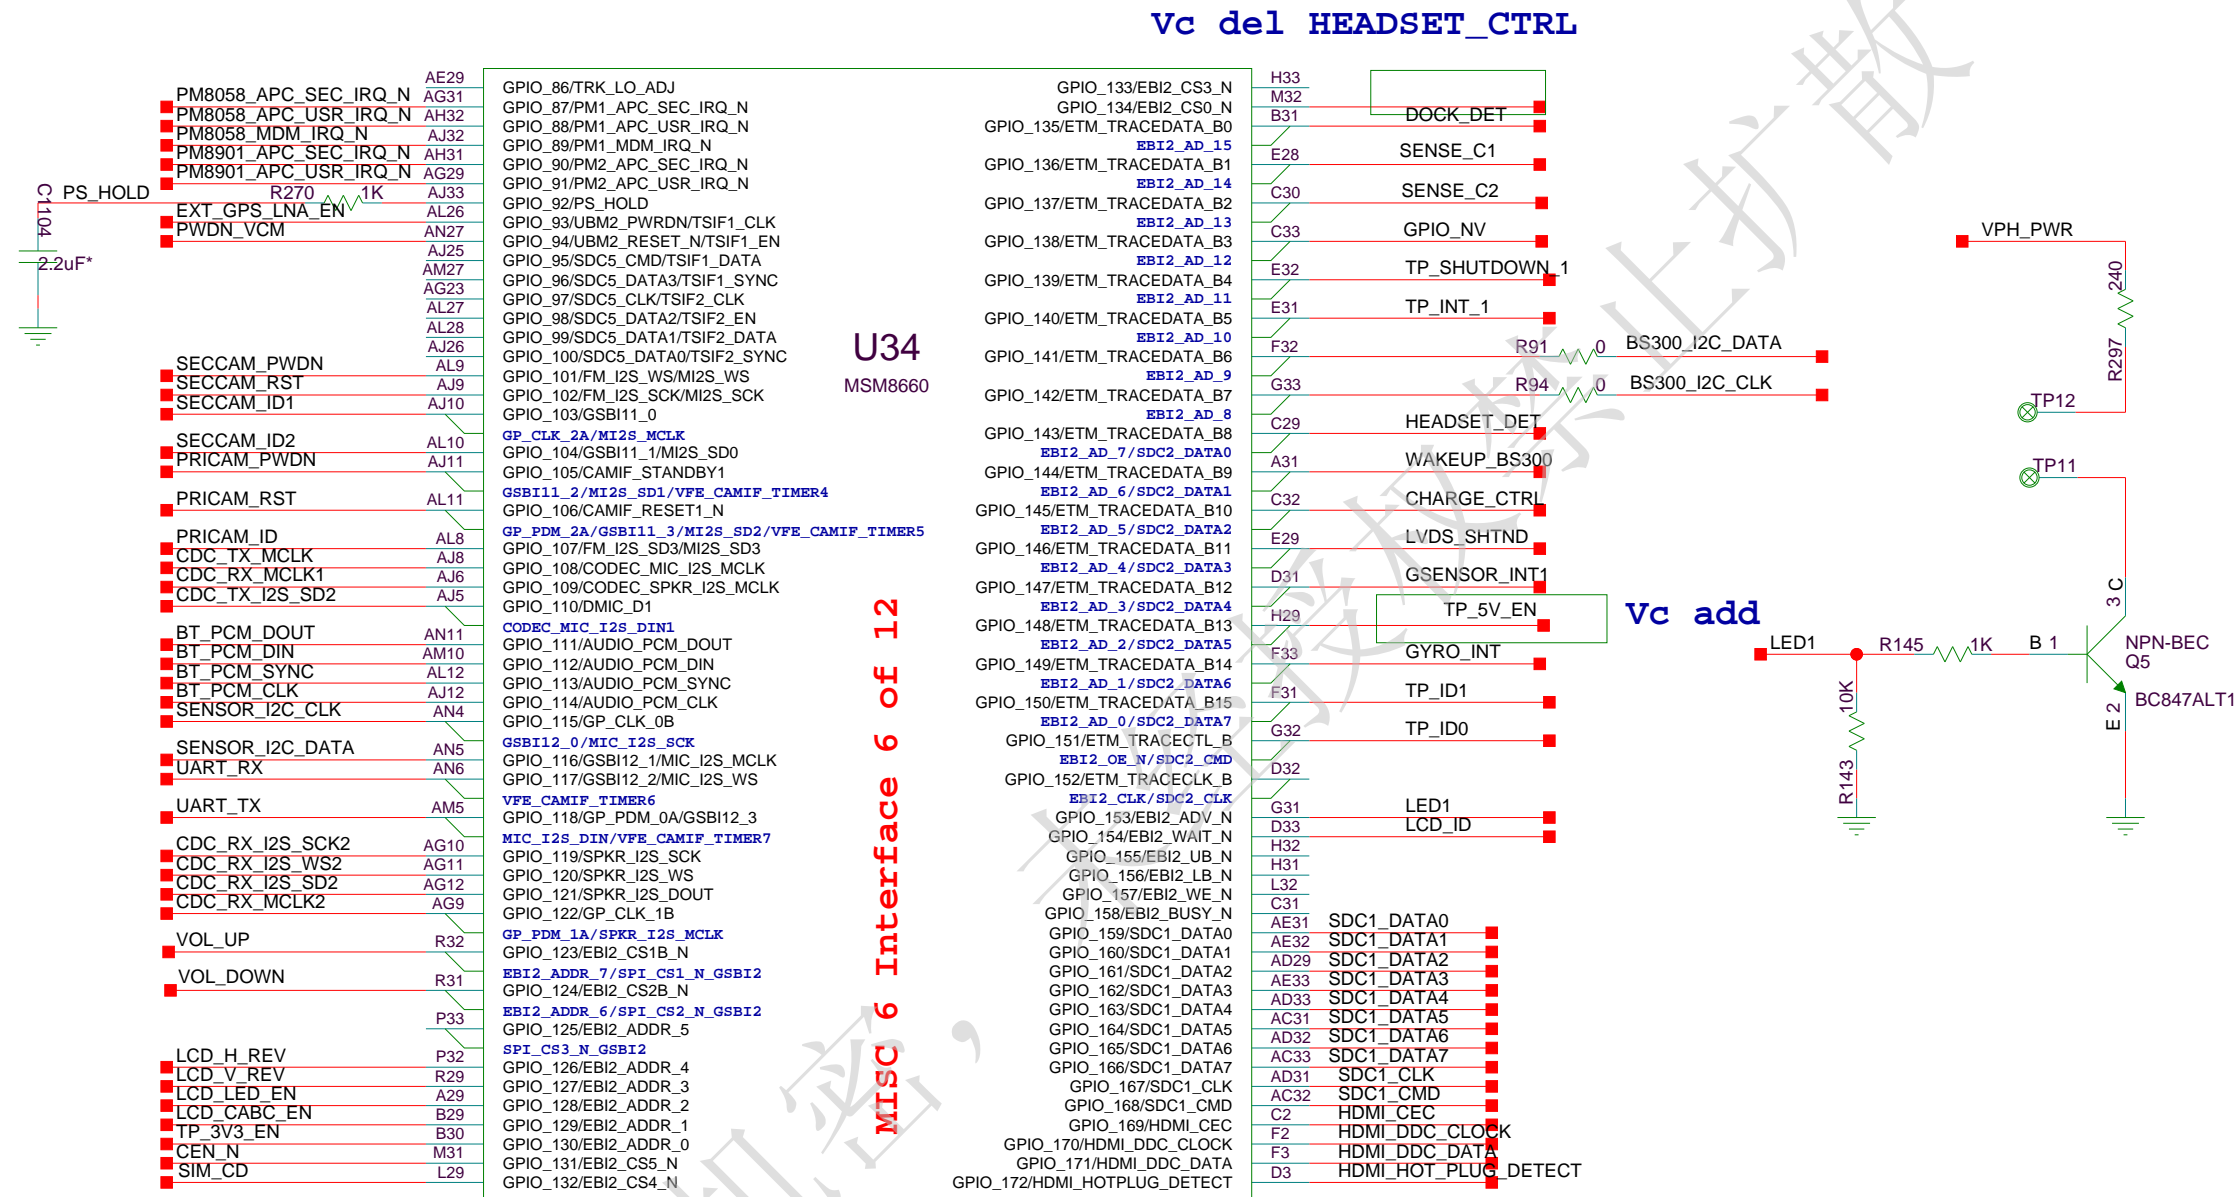 Vc del HEADSET_CTRL
PM8058_APC_SEC_IRQ_N AE29 GPIO_86/TRK_LO_ADJ
PM8058_APC_USR_IRQ_N AG31 GPIO_87/PM1_APC_SEC_IRQ_N
PM8058_MDM_IRQ_N AH32 GPIO_88/PM1_APC_USR_IRQ_N
PM8901_APC_SEC_IRQ_N AJ32 GPIO_89/PM1_MDM_IRQ_N
PM8901_APC_USR_IRQ_N AH31 GPIO_90/PM2_APC_SEC_IRQ_N
AG29 GPIO_91/PM2_APC_USR_IRQ_N
C1104 2.2uF*
PS_HOLD R270 1K AJ33 GPIO_92/PS_HOLD
EXT_GPS_LNA_EN AL26 GPIO_93/UBM2_PWRDN/TSIF1_CLK
PWDN_VCM AN27 GPIO_94/UBM2_RESET_N/TSIF1_EN
AJ25 GPIO_95/SDC5_CMD/TSIF1_DATA
AM27 GPIO_96/SDC5_DATA3/TSIF1_SYNC
AG23 GPIO_97/SDC5_CLK/TSIF2_CLK
AL27 GPIO_98/SDC5_DATA2/TSIF2_EN
AL28 GPIO_99/SDC5_DATA1/TSIF2_DATA
AJ26 GPIO_100/SDC5_DATA0/TSIF2_SYNC
SECCAM_PWDN AL9 GPIO_101/FM_I2S_WS/MI2S_WS
SECCAM_RST AJ9 GPIO_102/FM_I2S_SCK/MI2S_SCK
SECCAM_ID1 AJ10 GPIO_103/GSBI11_0
GP_CLK_2A/MI2S_MCLK
SECCAM_ID2 AL10 GPIO_104/GSBI11_1/MI2S_SD0
PRICAM_PWDN AJ11 GPIO_105/CAMIF_STANDBY1
GSBI11_2/MI2S_SD1/VFE_CAMIF_TIMER4
PRICAM_RST AL11 GPIO_106/CAMIF_RESET1_N
GP_PDM_2A/GSBI11_3/MI2S_SD2/VFE_CAMIF_TIMER5
PRICAM_ID AL8 GPIO_107/FM_I2S_SD3/MI2S_SD3
CDC_TX_MCLK AJ8 GPIO_108/CODEC_MIC_I2S_MCLK
CDC_RX_MCLK1 AJ6 GPIO_109/CODEC_SPKR_I2S_MCLK
CDC_TX_I2S_SD2 AJ5 GPIO_110/DMIC_D1
CODEC_MIC_I2S_DIN1
BT_PCM_DOUT AN11 GPIO_111/AUDIO_PCM_DOUT
BT_PCM_DIN AM10 GPIO_112/AUDIO_PCM_DIN
BT_PCM_SYNC AL12 GPIO_113/AUDIO_PCM_SYNC
BT_PCM_CLK AJ12 GPIO_114/AUDIO_PCM_CLK
SENSOR_I2C_CLK AN4 GPIO_115/GP_CLK_0B
GSBI12_0/MIC_I2S_SCK
SENSOR_I2C_DATA AN5 GPIO_116/GSBI12_1/MIC_I2S_MCLK
UART_RX AN6 GPIO_117/GSBI12_2/MIC_I2S_WS
VFE_CAMIF_TIMER6
UART_TX AM5 GPIO_118/GP_PDM_0A/GSBI12_3
MIC_I2S_DIN/VFE_CAMIF_TIMER7
CDC_RX_I2S_SCK2 AG10 GPIO_119/SPKR_I2S_SCK
CDC_RX_I2S_WS2 AG11 GPIO_120/SPKR_I2S_WS
CDC_RX_I2S_SD2 AG12 GPIO_121/SPKR_I2S_DOUT
CDC_RX_MCLK2 AG9 GPIO_122/GP_CLK_1B
GP_PDM_1A/SPKR_I2S_MCLK
VOL_UP R32 GPIO_123/EBI2_CS1B_N
EBI2_ADDR_7/SPI_CS1_N_GSBI2
VOL_DOWN R31 GPIO_124/EBI2_CS2B_N
EBI2_ADDR_6/SPI_CS2_N_GSBI2
P33 GPIO_125/EBI2_ADDR_5
SPI_CS3_N_GSBI2
LCD_H_REV P32 GPIO_126/EBI2_ADDR_4
LCD_V_REV R29 GPIO_127/EBI2_ADDR_3
LCD_LED_EN A29 GPIO_128/EBI2_ADDR_2
LCD_CABC_EN B29 GPIO_129/EBI2_ADDR_1
TP_3V3_EN B30 GPIO_130/EBI2_ADDR_0
CEN_N M31 GPIO_131/EBI2_CS5_N
SIM_CD L29 GPIO_132/EBI2_CS4_N
U34
MSM8660
MISC 6 Interface 6 of 12
GPIO_133/EBI2_CS3_N H33
GPIO_134/EBI2_CS0_N M32
GPIO_135/ETM_TRACEDATA_B0 B31 DOCK_DET
EBI2_AD_15
GPIO_136/ETM_TRACEDATA_B1 E28 SENSE_C1
EBI2_AD_14
GPIO_137/ETM_TRACEDATA_B2 C30 SENSE_C2
EBI2_AD_13
GPIO_138/ETM_TRACEDATA_B3 C33 GPIO_NV
EBI2_AD_12
GPIO_139/ETM_TRACEDATA_B4 E32 TP_SHUTDOWN_1
EBI2_AD_11
GPIO_140/ETM_TRACEDATA_B5 E31 TP_INT_1
EBI2_AD_10
GPIO_141/ETM_TRACEDATA_B6 F32 R91 0 BS300_I2C_DATA
EBI2_AD_9
GPIO_142/ETM_TRACEDATA_B7 G33 R94 0 BS300_I2C_CLK
EBI2_AD_8
GPIO_143/ETM_TRACEDATA_B8 C29 HEADSET_DET
EBI2_AD_7/SDC2_DATA0
GPIO_144/ETM_TRACEDATA_B9 A31 WAKEUP_BS300
EBI2_AD_6/SDC2_DATA1
GPIO_145/ETM_TRACEDATA_B10 C32 CHARGE_CTRL
EBI2_AD_5/SDC2_DATA2
GPIO_146/ETM_TRACEDATA_B11 E29 LVDS_SHTND
EBI2_AD_4/SDC2_DATA3
GPIO_147/ETM_TRACEDATA_B12 D31 GSENSOR_INT1
EBI2_AD_3/SDC2_DATA4
GPIO_148/ETM_TRACEDATA_B13 H29 TP_5V_EN Vc add
EBI2_AD_2/SDC2_DATA5
GPIO_149/ETM_TRACEDATA_B14 F33 GYRO_INT
EBI2_AD_1/SDC2_DATA6
GPIO_150/ETM_TRACEDATA_B15 F31 TP_ID1
EBI2_AD_0/SDC2_DATA7
GPIO_151/ETM_TRACECTL_B G32 TP_ID0
EBI2_OE_N/SDC2_CMD
GPIO_152/ETM_TRACECLK_B D32
EBI2_CLK/SDC2_CLK
GPIO_153/EBI2_ADV_N G31 LED1
GPIO_154/EBI2_WAIT_N D33 LCD_ID
GPIO_155/EBI2_UB_N H32
GPIO_156/EBI2_LB_N H31
GPIO_157/EBI2_WE_N L32
GPIO_158/EBI2_BUSY_N C31
GPIO_159/SDC1_DATA0 AE31 SDC1_DATA0
GPIO_160/SDC1_DATA1 AE32 SDC1_DATA1
GPIO_161/SDC1_DATA2 AD29 SDC1_DATA2
GPIO_162/SDC1_DATA3 AE33 SDC1_DATA3
GPIO_163/SDC1_DATA4 AD33 SDC1_DATA4
GPIO_164/SDC1_DATA5 AC31 SDC1_DATA5
GPIO_165/SDC1_DATA6 AD32 SDC1_DATA6
GPIO_166/SDC1_DATA7 AC33 SDC1_DATA7
GPIO_167/SDC1_CLK AD31 SDC1_CLK
GPIO_168/SDC1_CMD AC32 SDC1_CMD
GPIO_169/HDMI_CEC C2 HDMI_CEC
GPIO_170/HDMI_DDC_CLOCK F2 HDMI_DDC_CLOCK
GPIO_171/HDMI_DDC_DATA F3 HDMI_DDC_DATA
GPIO_172/HDMI_HOTPLUG_DETECT D3 HDMI_HOT_PLUG_DETECT
VPH_PWR
R297 240
TP12
TP11
3 C
LED1 R145 1K B 1
NPN-BEC
Q5
BC847ALT1
E 2
R143 10K
机密，未经授权禁止扩散